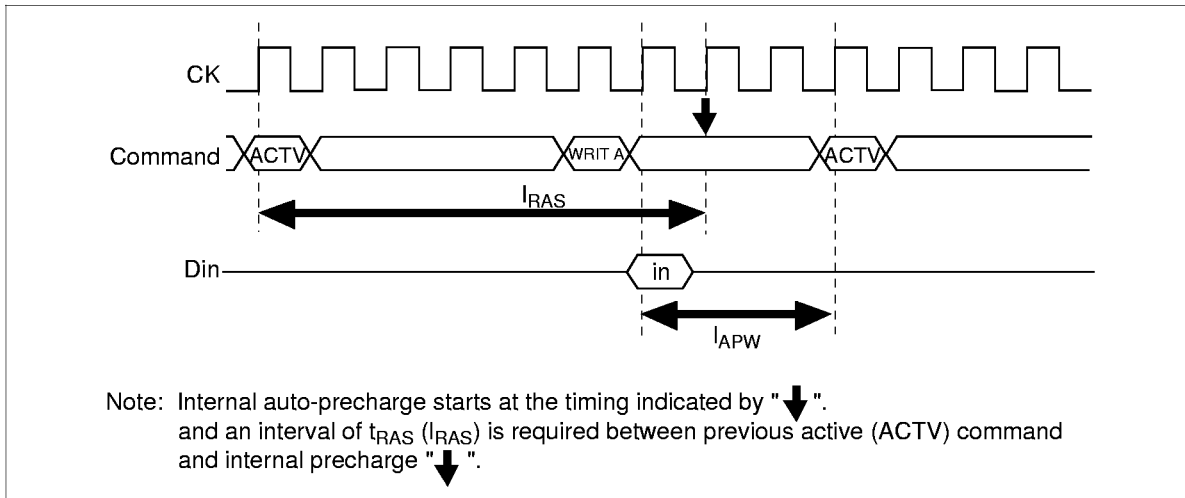 CK
Command ACTV WRIT A ACTV
lRAS
Din in
lAPW
Note: Internal auto-precharge starts at the timing indicated by "↓".
and an interval of tRAS (lRAS) is required between previous active (ACTV) command
and internal precharge "↓".